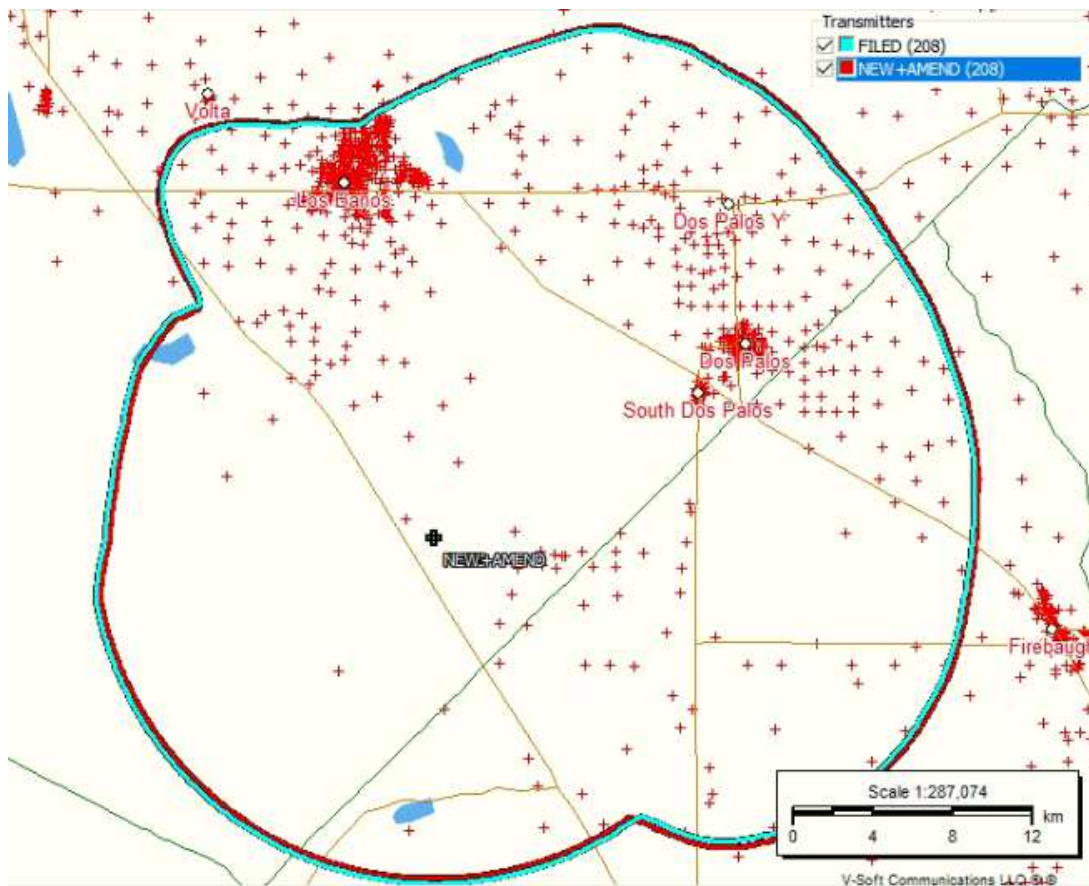 Transmitters
FILED (208)
NEW+AMEND (208)
Volta
Los Banos
Dos Palos Y
Dos Palos
South Dos Palos
NEW+AMEND
Firebaugh
Scale 1:287,074
km
0 4 8 12
V-Soft Communications LLC ® ©